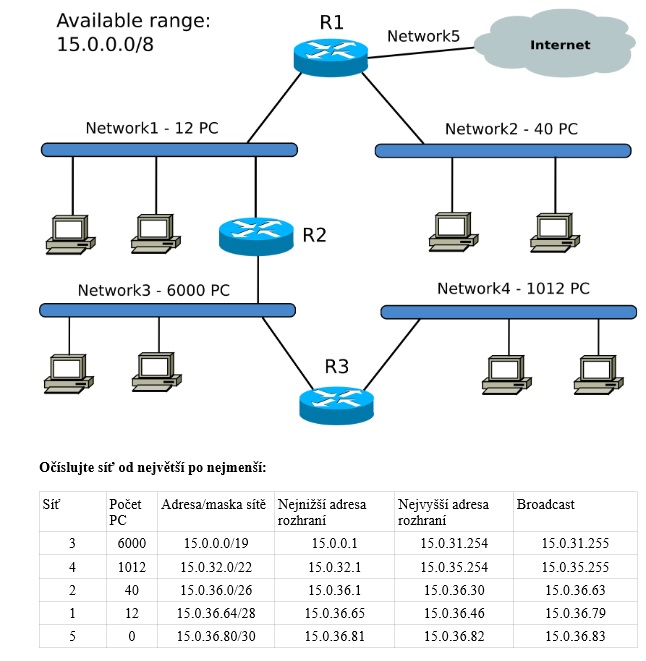 Available range:
15.0.0.0/8
R1
Network5
Internet
Network1 - 12 PC
Network2 - 40 PC
R2
Network3 - 6000 PC
Network4 - 1012 PC
R3
Očíslujte síť od největší po nejmenší:
Síť Počet PC Adresa/maska sítě Nejnižší adresa rozhraní Nejvyšší adresa rozhraní Broadcast
3 6000 15.0.0.0/19 15.0.0.1 15.0.31.254 15.0.31.255
4 1012 15.0.32.0/22 15.0.32.1 15.0.35.254 15.0.35.255
2 40 15.0.36.0/26 15.0.36.1 15.0.36.30 15.0.36.63
1 12 15.0.36.64/28 15.0.36.65 15.0.36.46 15.0.36.79
5 0 15.0.36.80/30 15.0.36.81 15.0.36.82 15.0.36.83